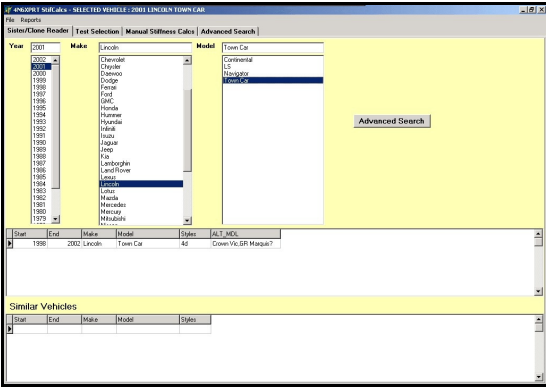 4N6XPRT StifCalcs - SELECTED VEHICLE : 2001 LINCOLN TOWN CAR
File Reports
Sister/Clone Reader Test Selection Manual Stiffness Calcs Advanced Search
Year 2001 Make Lincoln Model Town Car
2002 Chevrolet Continental
2001 Chrysler LS
2000 Daewoo Navigator
1999 Dodge Town Car
1998 Ferrari
1997 Ford
1996 GMC
1995 Honda
1994 Hummer
1993 Hyundai
1992 Infiniti
1991 Isuzu
1990 Jaguar
1989 Jeep
1988 Kia
1987 Lamborghin
1986 Land Rover
1985 Lexus
1984 Lincoln
1983 Lotus
1982 Mazda
1981 Mercedes
1980 Mercury
1979 Mitsubishi
Advanced Search
Start End Make Model Styles ALT_MDL
1998 2002 Lincoln Town Car 4d Crown Vic,GR Marquis?
Similar Vehicles
Start End Make Model Styles